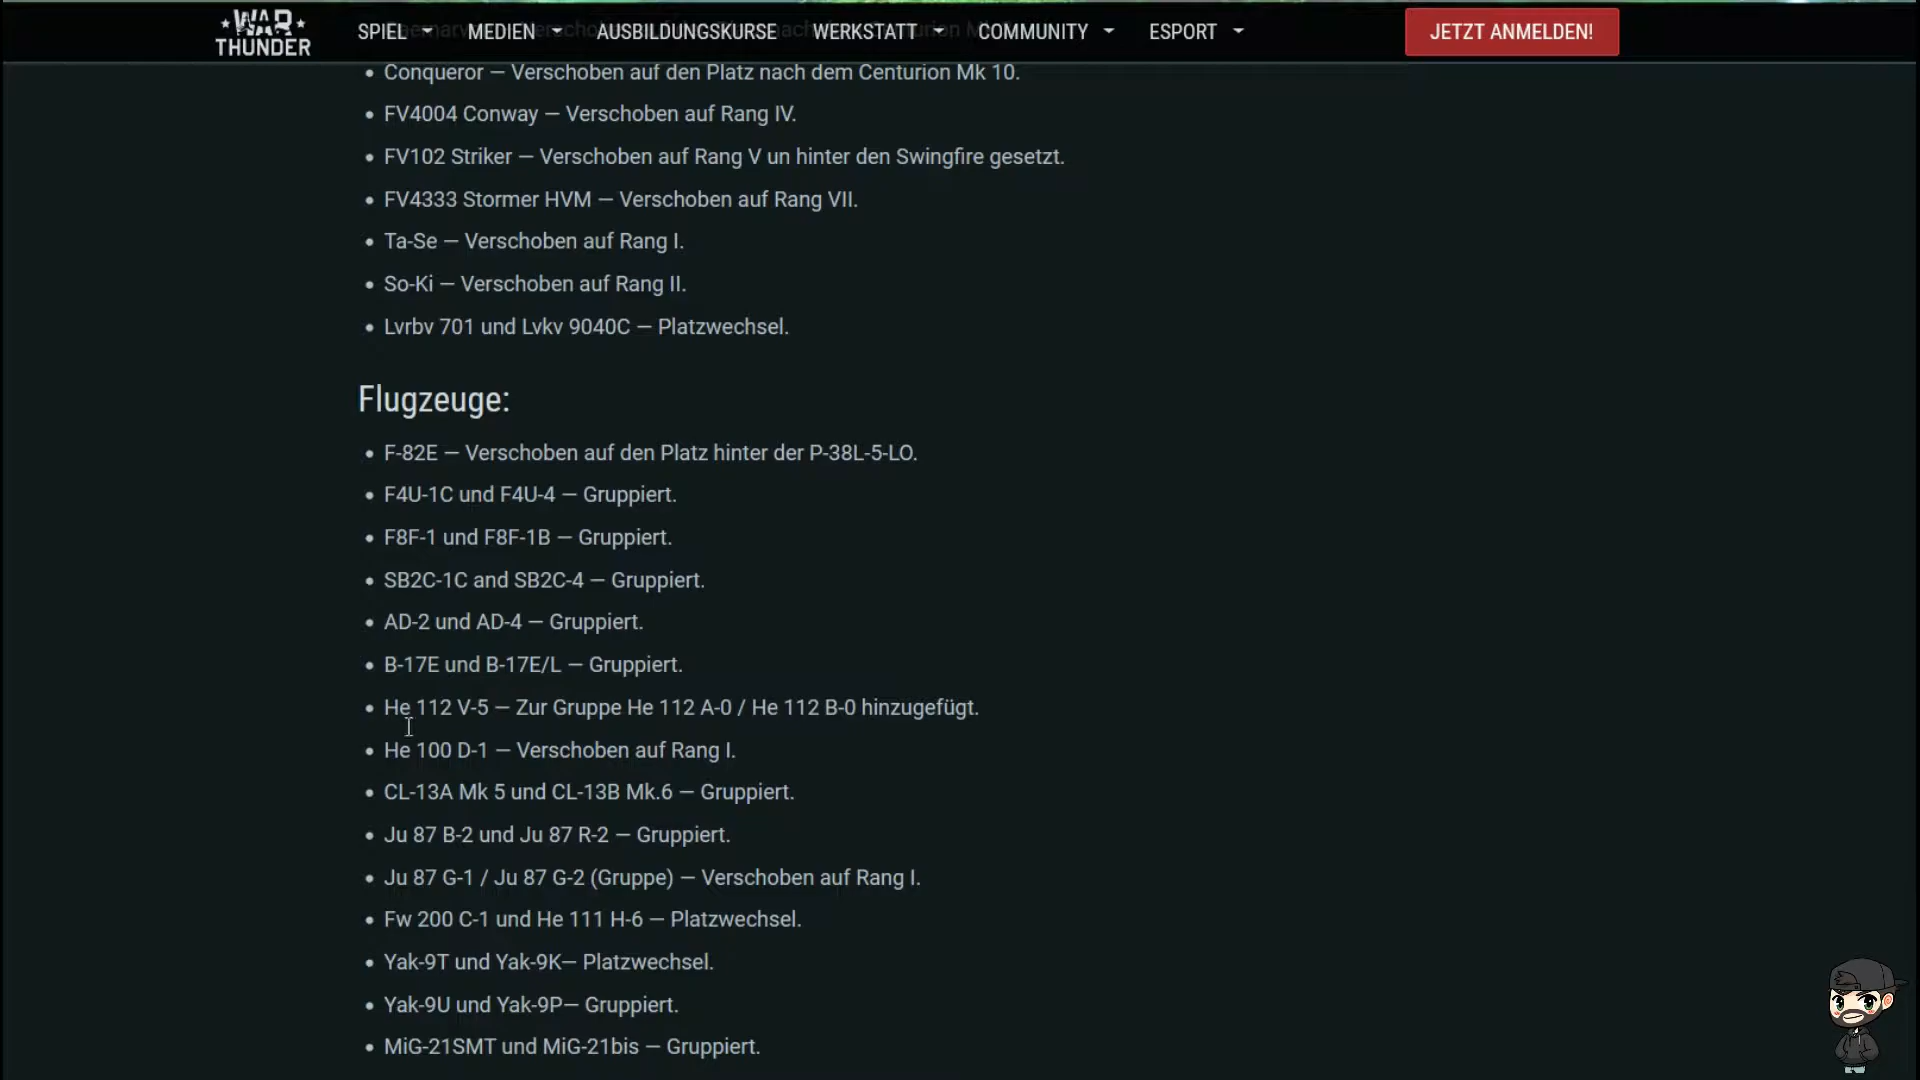 WAR THUNDER
SPIEL
MEDIEN
AUSBILDUNGSKURSE
WERKSTATT
COMMUNITY
ESPORT
JETZT ANMELDEN!
Conqueror — Verschoben auf den Platz nach dem Centurion Mk 10.
FV4004 Conway — Verschoben auf Rang IV.
FV102 Striker — Verschoben auf Rang V un hinter den Swingfire gesetzt.
FV4333 Stormer HVM — Verschoben auf Rang VII.
Ta-Se — Verschoben auf Rang I.
So-Ki — Verschoben auf Rang II.
Lvrbv 701 und Lvkv 9040C — Platzwechsel.
Flugzeuge:
F-82E — Verschoben auf den Platz hinter der P-38L-5-LO.
F4U-1C und F4U-4 — Gruppiert.
F8F-1 und F8F-1B — Gruppiert.
SB2C-1C and SB2C-4 — Gruppiert.
AD-2 und AD-4 — Gruppiert.
B-17E und B-17E/L — Gruppiert.
He 112 V-5 — Zur Gruppe He 112 A-0 / He 112 B-0 hinzugefügt.
He 100 D-1 — Verschoben auf Rang I.
CL-13A Mk 5 und CL-13B Mk.6 — Gruppiert.
Ju 87 B-2 und Ju 87 R-2 — Gruppiert.
Ju 87 G-1 / Ju 87 G-2 (Gruppe) — Verschoben auf Rang I.
Fw 200 C-1 und He 111 H-6 — Platzwechsel.
Yak-9T und Yak-9K— Platzwechsel.
Yak-9U und Yak-9P— Gruppiert.
MiG-21SMT und MiG-21bis — Gruppiert.